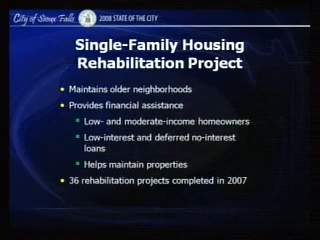 City of Sioux Falls 2008 STATE OF THE CITY
Single-Family Housing
Rehabilitation Project
• Maintains older neighborhoods
• Provides financial assistance
▪ Low- and moderate-income homeowners
▪ Low-interest and deferred no-interest
loans
▪ Helps maintain properties
• 36 rehabilitation projects completed in 2007